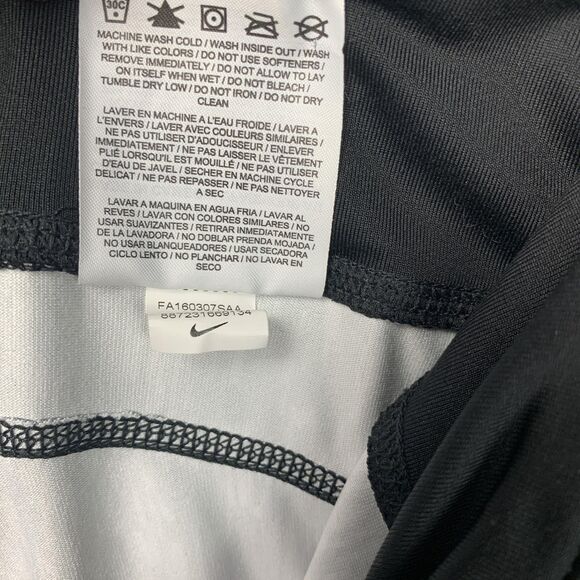 30C
MACHINE WASH COLD / WASH INSIDE OUT / WASH
WITH LIKE COLORS / DO NOT USE SOFTENERS /
REMOVE IMMEDIATELY / DO NOT ALLOW TO LAY
ON ITSELF WHEN WET / DO NOT BLEACH /
TUMBLE DRY LOW / DO NOT IRON / DO NOT DRY
CLEAN
LAVER EN MACHINE A L'EAU FROIDE / LAVER A
L'ENVERS / LAVER AVEC COULEURS SIMILAIRES /
NE PAS UTILISER D'ADOUCISSEUR / ENLEVER
IMMEDIATEMENT / NE PAS LAISSER LE VÊTEMENT
PLIÉ LORSQU'IL EST MOUILLÉ / NE PAS UTILISER
D'EAU DE JAVEL / SECHER EN MACHINE CYCLE
DELICAT / NE PAS REPASSER / NE PAS NETTOYER
A SEC
LAVAR A MAQUINA EN AGUA FRIA / LAVAR AL
REVES / LAVAR CON COLORES SIMILARES / NO
USAR SUAVIZANTES / RETIRAR INMEDIATAMENTE
DE LA LAVADORA / NO DOBLAR PRENDA MOJADA /
NO USAR BLANQUEADORES / USAR SECADORA
EN CICLO LENTO / NO PLANCHAR / NO LAVAR EN
SECO
FA160307SAA
887231669134